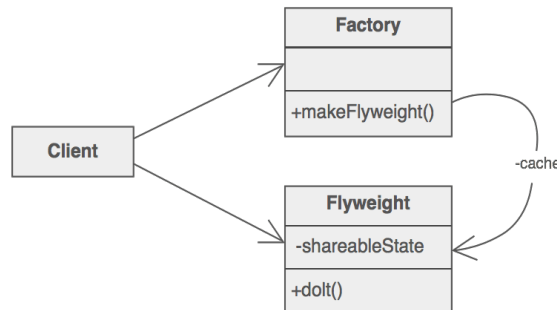 Factory
+makeFlyweight()
Client
-cache
Flyweight
-shareableState
+doIt()